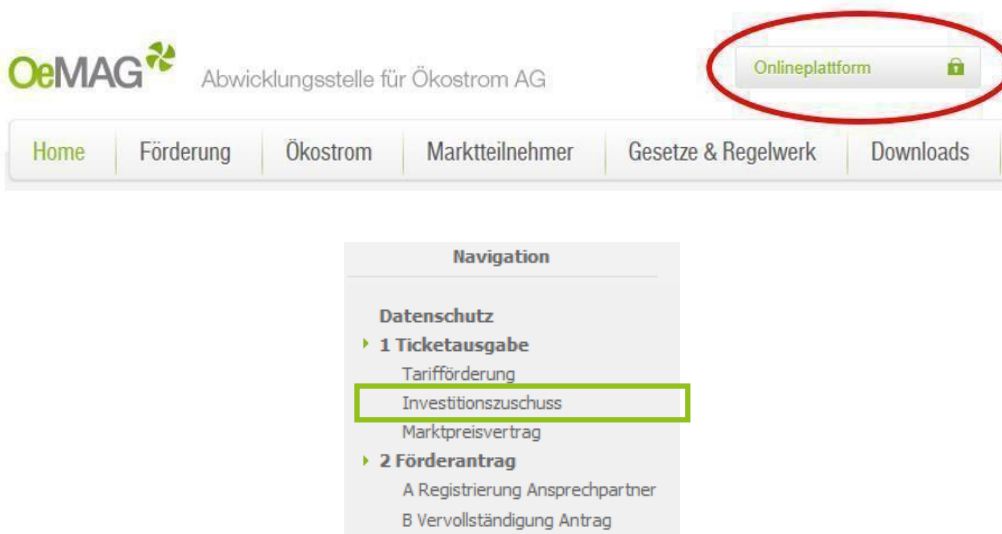 OeMAG Abwicklungsstelle für Ökostrom AG Onlineplattform
Home Förderung Ökostrom Marktteilnehmer Gesetze & Regelwerk Downloads
Navigation
Datenschutz
1 Ticketausgabe
Tarifförderung
Investitionszuschuss
Marktpreisvertrag
2 Förderantrag
A Registrierung Ansprechpartner
B Vervollständigung Antrag